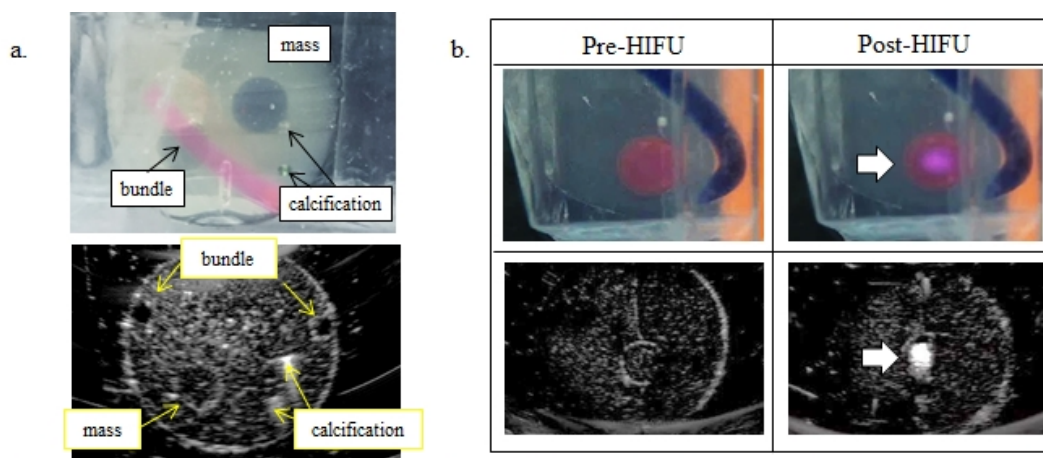 a.
mass
bundle
calcification
bundle
mass
calcification
b.
Pre-HIFU
Post-HIFU